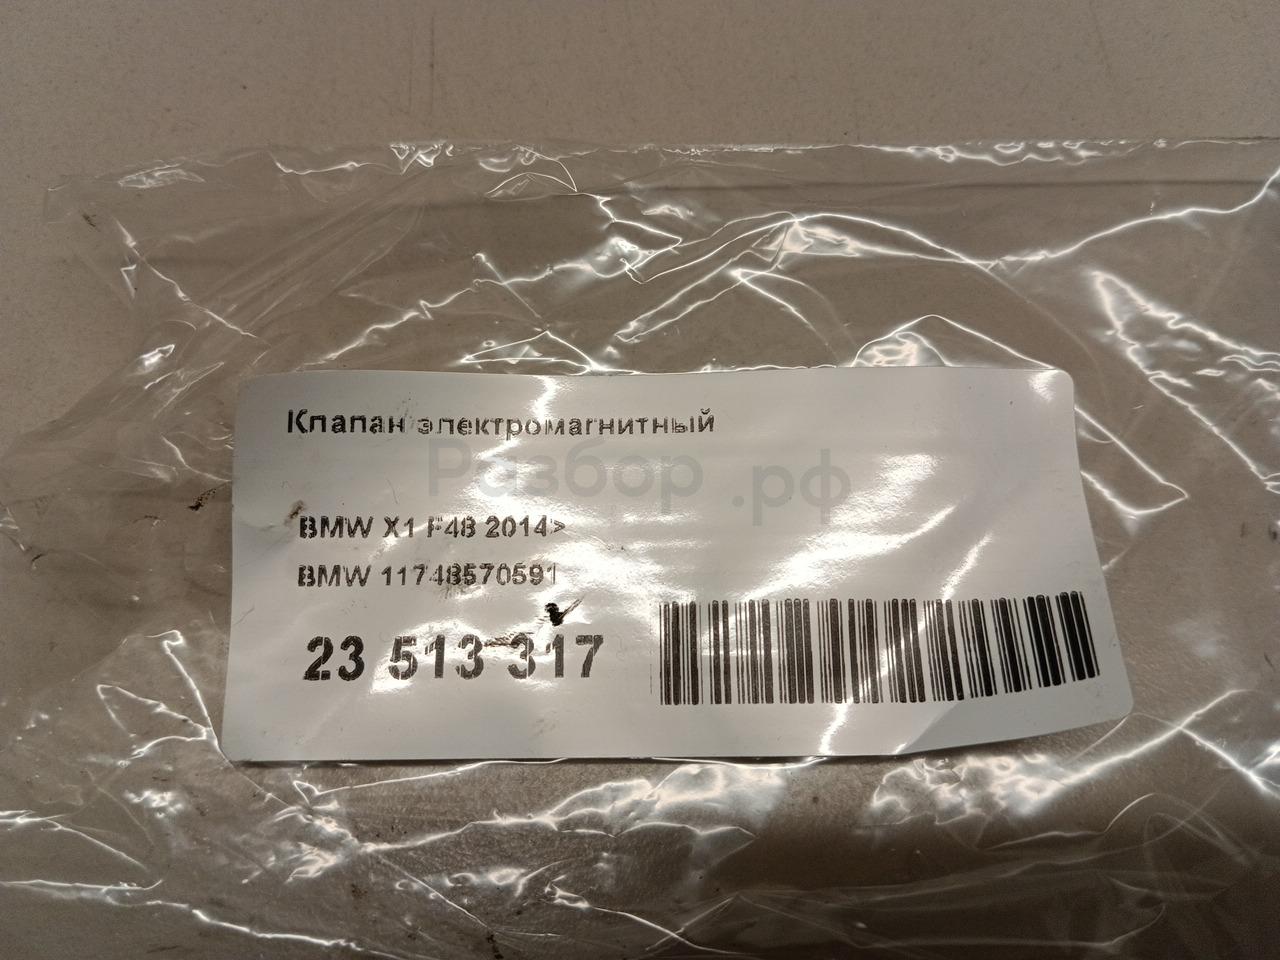 Клапан электромагнитный
Разбор.рф
BMW X1 F48 2014>
BMW 11748570591
23 513 317